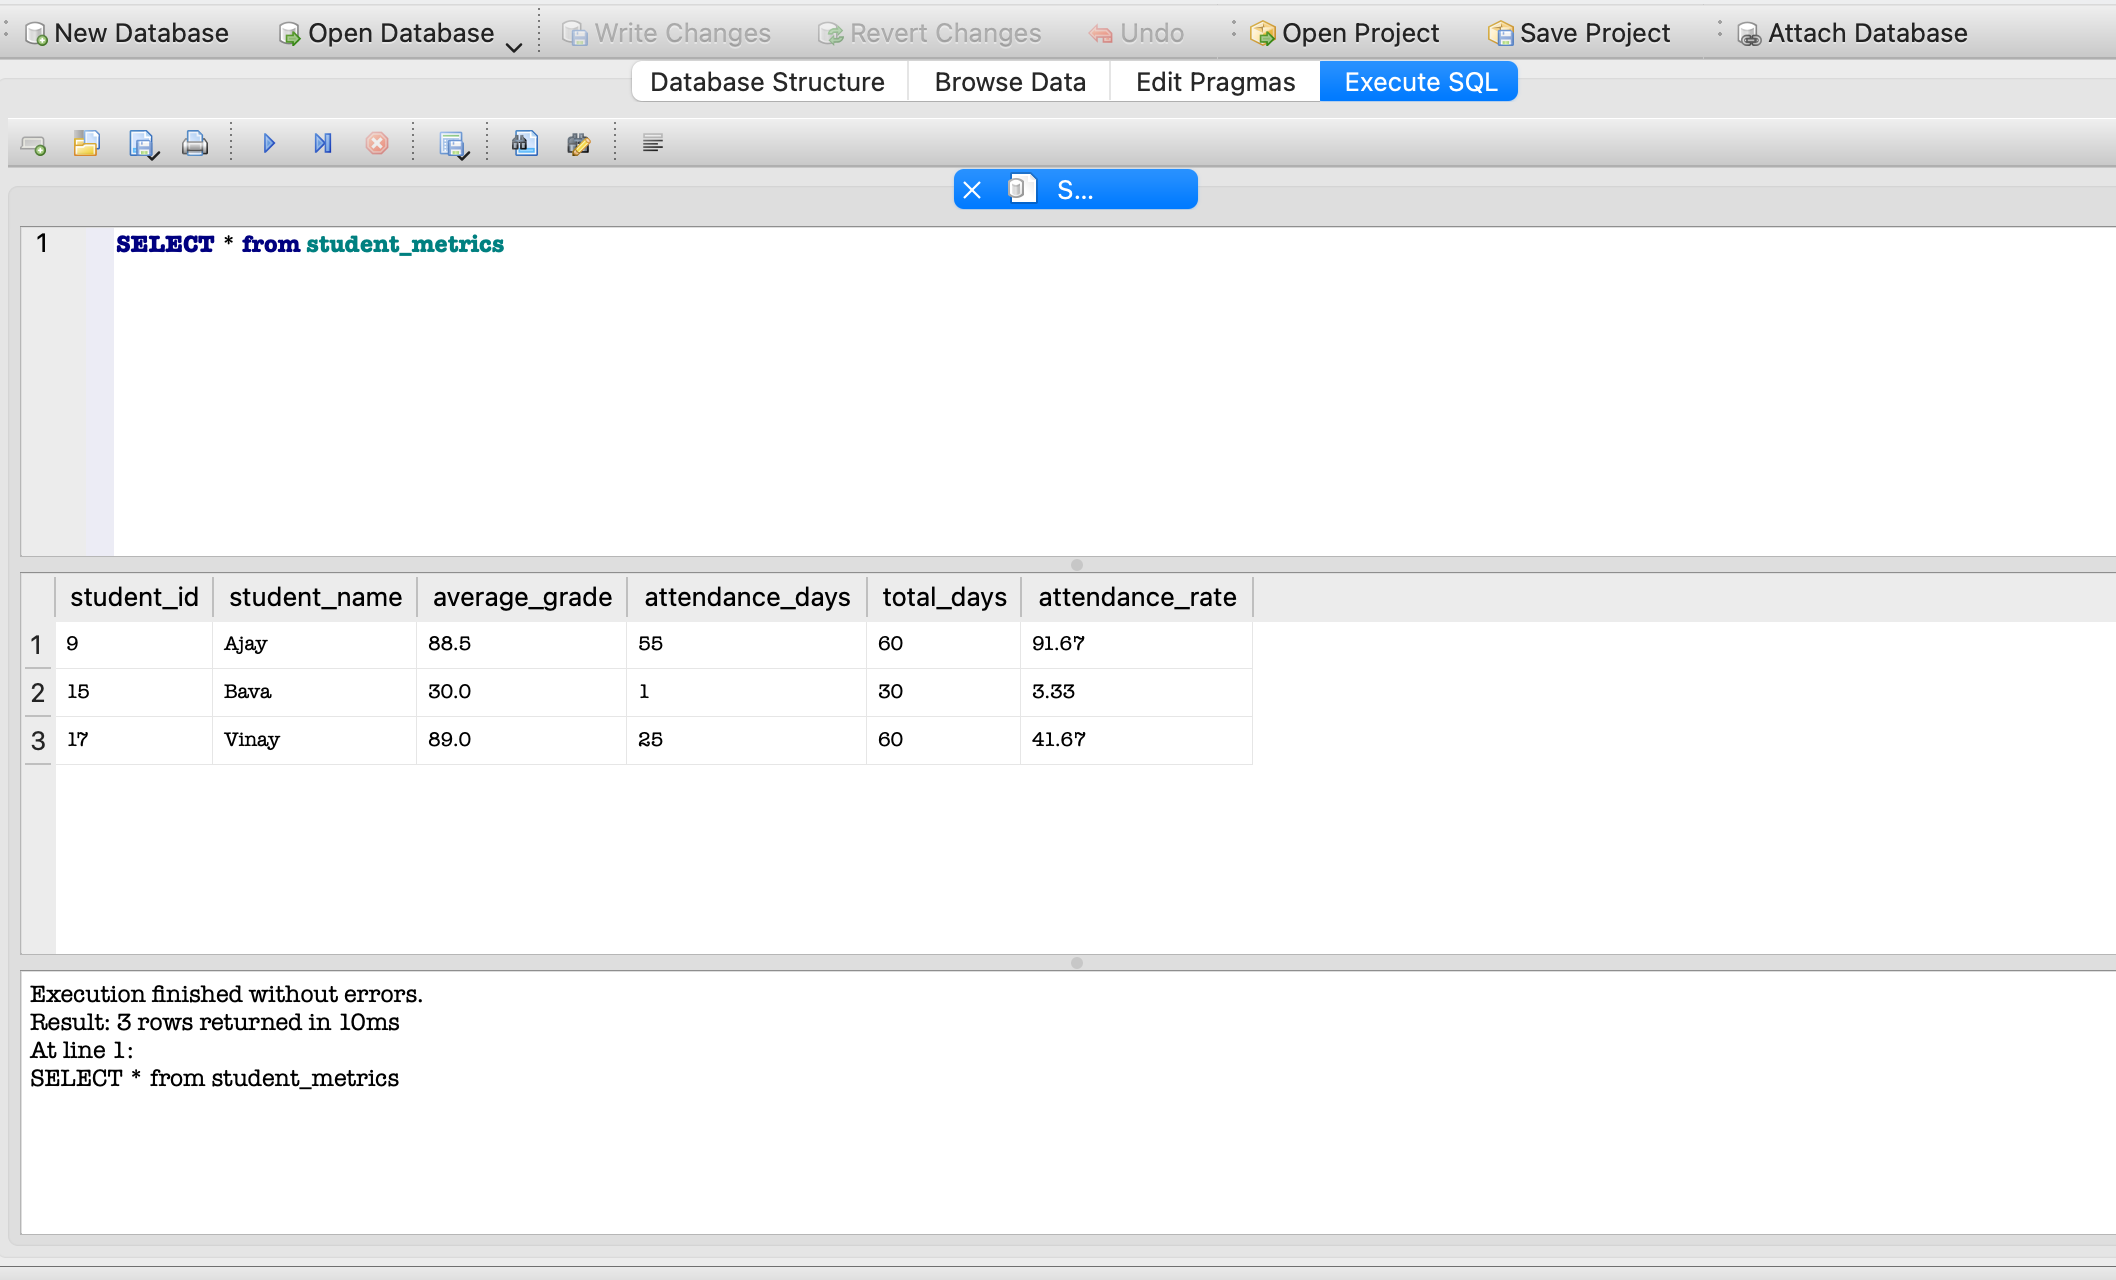 New Database Open Database Write Changes Revert Changes Undo Open Project Save Project Attach Database
Database Structure Browse Data Edit Pragmas Execute SQL
S...
1 SELECT * from student_metrics
student_id student_name average_grade attendance_days total_days attendance_rate
1 9 Ajay 88.5 55 60 91.67
2 15 Bava 30.0 1 30 3.33
3 17 Vinay 89.0 25 60 41.67
Execution finished without errors.
Result: 3 rows returned in 10ms
At line 1:
SELECT * from student_metrics